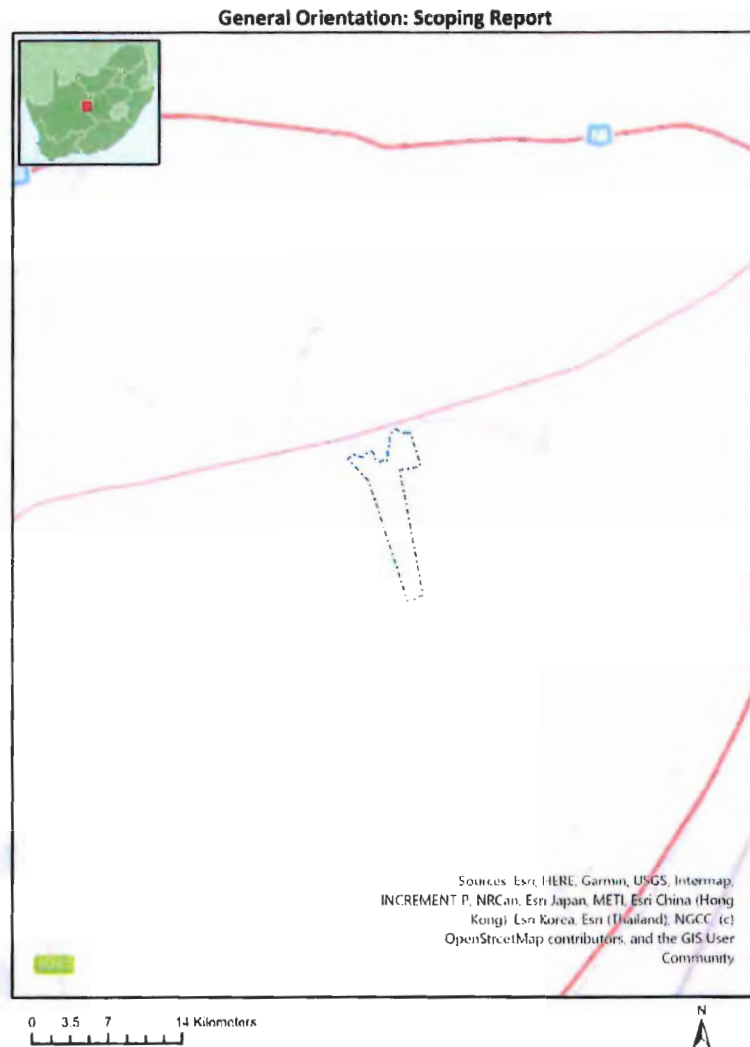 General Orientation: Scoping Report
Sources: Esri, HERE, Garmin, USGS, Intermap,
INCREMENT P, NRCan, Esri Japan, METI, Esri China (Hong
Kong), Esri Korea, Esri (Thailand), NGCC, (c)
OpenStreetMap contributors, and the GIS User
Community
0 3.5 7 14 Kilometers
N